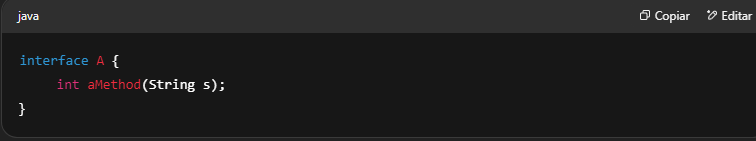 java
Copiar
Editar
interface A {
int aMethod(String s);
}